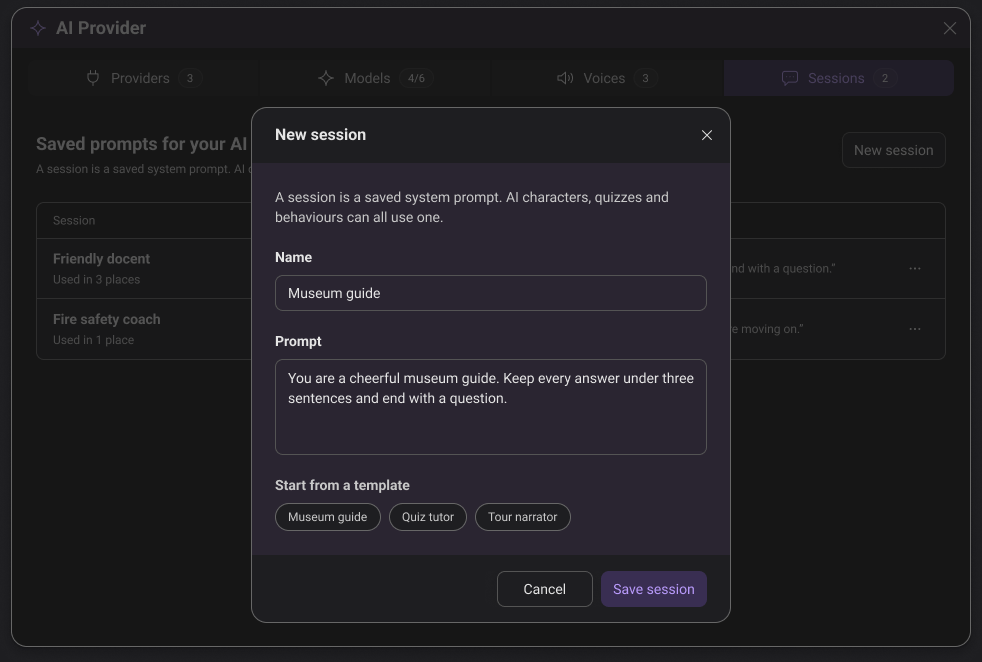 AI Provider
Providers 3
Models 4/6
Voices 3
Sessions 2
Saved prompts for your AI
A session is a saved system prompt. AI
New session
Session
Friendly docent
Used in 3 places
nd with a question.”
Fire safety coach
Used in 1 place
e moving on.”
New session
A session is a saved system prompt. AI characters, quizzes and
behaviours can all use one.
Name
Museum guide
Prompt
You are a cheerful museum guide. Keep every answer under three
sentences and end with a question.
Start from a template
Museum guide
Quiz tutor
Tour narrator
Cancel
Save session